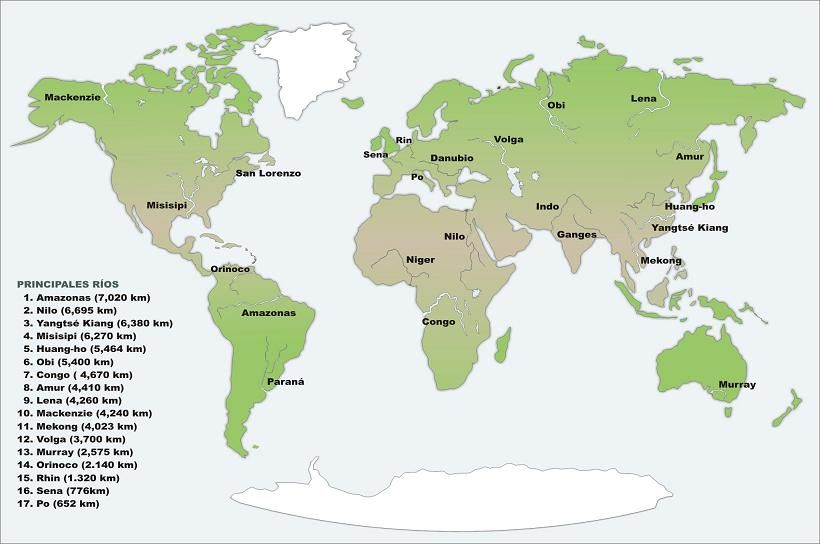 Mackenzie
Obi
Lena
Rin
Volga
Sena
Danubio
Amur
San Lorenzo
Po
Misisipi
Indo
Huang-ho
Yangtsé Kiang
Nilo
Ganges
Niger
Mekong
Orinoco
Amazonas
Congo
Paraná
Murray
PRINCIPALES RÍOS
1. Amazonas (7,020 km)
2. Nilo (6,695 km)
3. Yangtsé Kiang (6,380 km)
4. Misisipi (6,270 km)
5. Huang-ho (5,464 km)
6. Obi (5,400 km)
7. Congo ( 4,670 km)
8. Amur (4,410 km)
9. Lena (4,260 km)
10. Mackenzie (4,240 km)
11. Mekong (4,023 km)
12. Volga (3,700 km)
13. Murray (2,575 km)
14. Orinoco (2.140 km)
15. Rhin (1.320 km)
16. Sena (776km)
17. Po (652 km)